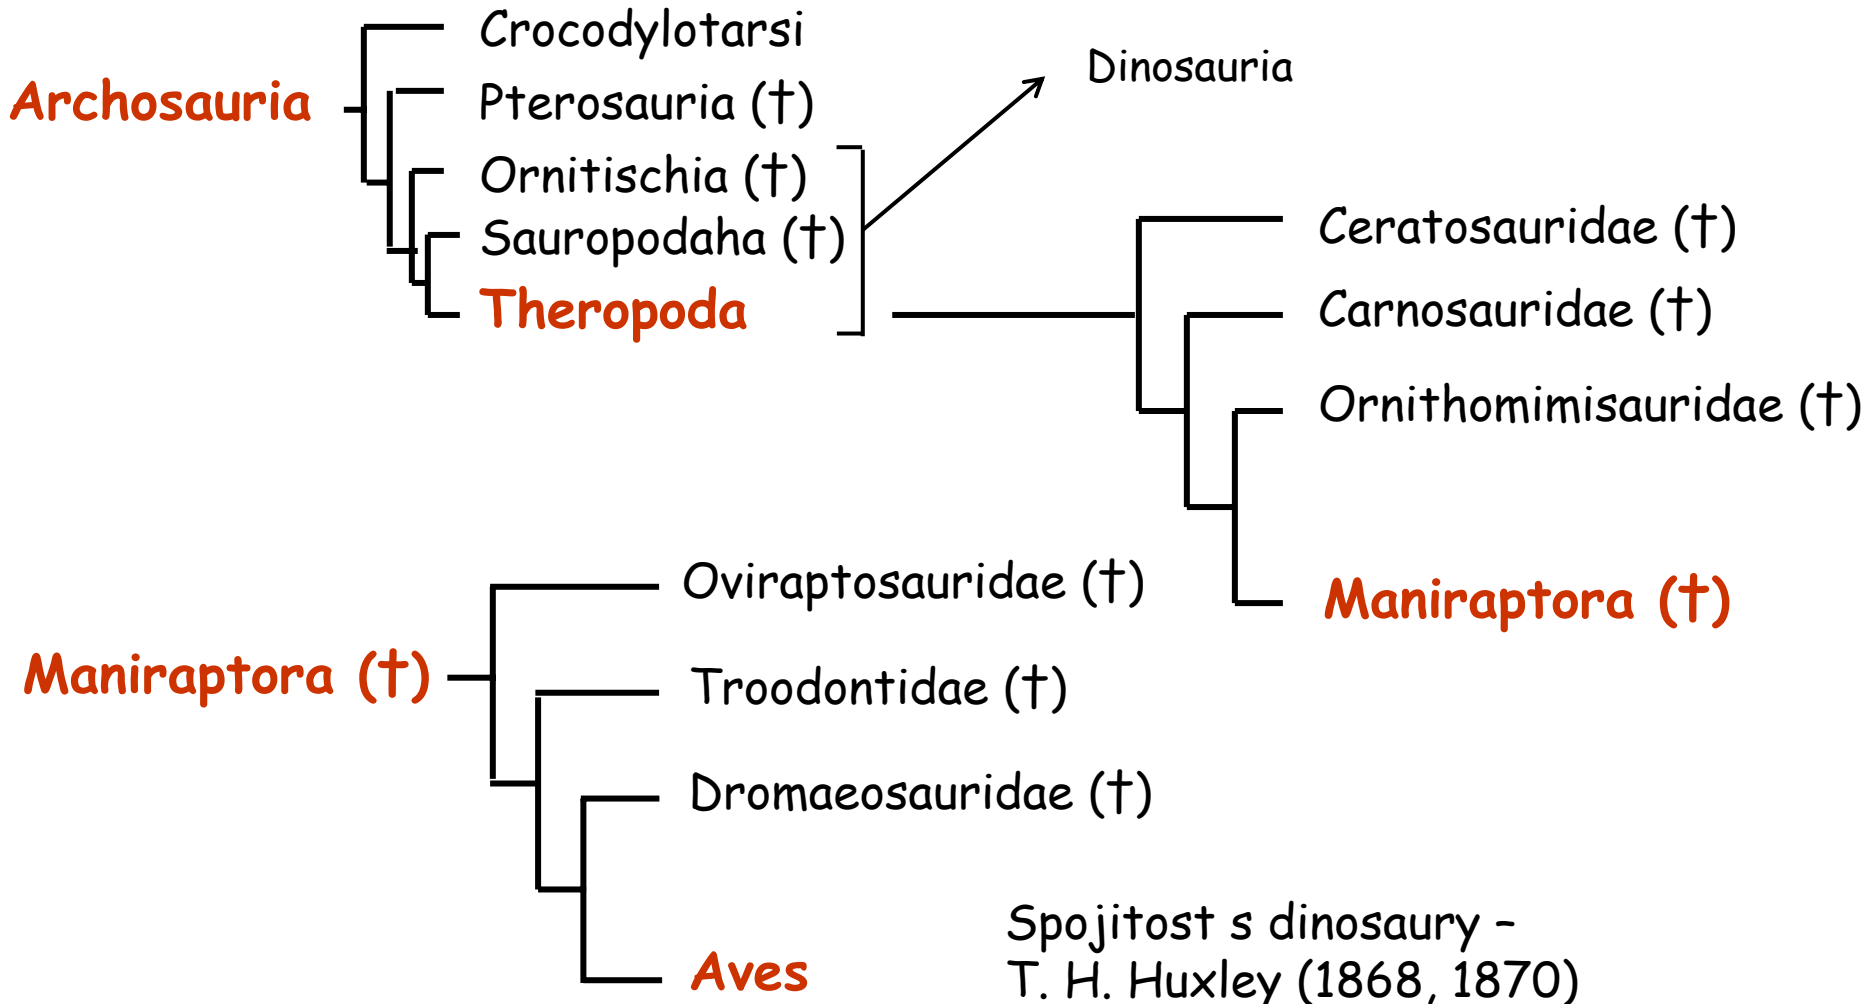 Crocodylotarsi
Dinosauria
Archosauria
Pterosauria (†)
Ornitischia (†)
Sauropodaha (†)
Theropoda
Ceratosauridae (†)
Carnosauridae (†)
Ornithomimisauridae (†)
Maniraptora (†)
Oviraptosauridae (†)
Maniraptora (†)
Troodontidae (†)
Dromaeosauridae (†)
Aves
Spojitost s dinosaury –
T. H. Huxley (1868, 1870)